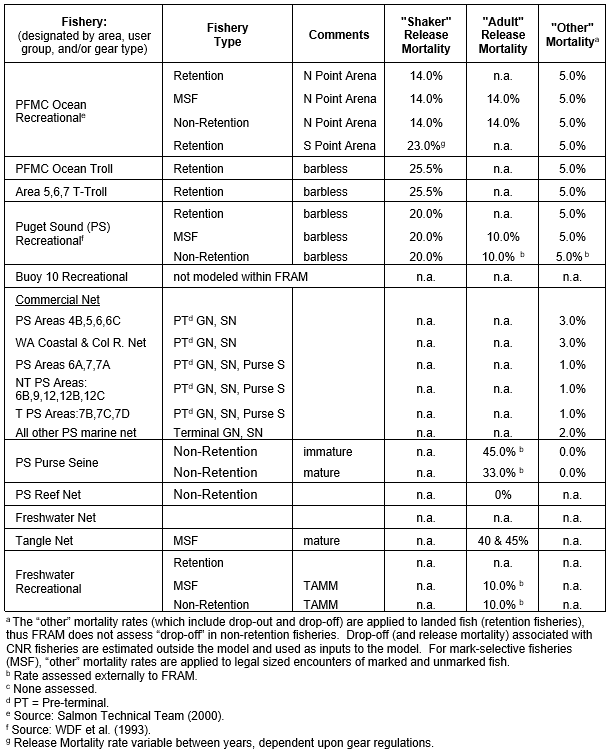 Fishery: (designated by area, user group, and/or gear type) | Fishery Type | Comments | "Shaker" Release Mortality | "Adult" Release Mortality | "Other" Mortalityᵃ
PFMC Ocean Recreationalᵉ | Retention | N Point Arena | 14.0% | n.a. | 5.0%
MSF | N Point Arena | 14.0% | 14.0% | 5.0%
Non-Retention | N Point Arena | 14.0% | 14.0% | 5.0%
Retention | S Point Arena | 23.0%ᵍ | n.a. | 5.0%
PFMC Ocean Troll | Retention | barbless | 25.5% | n.a. | 5.0%
Area 5,6,7 T-Troll | Retention | barbless | 25.5% | n.a. | 5.0%
Puget Sound (PS) Recreationalᶠ | Retention | barbless | 20.0% | n.a. | 5.0%
MSF | barbless | 20.0% | 10.0% | 5.0%
Non-Retention | barbless | 20.0% | 10.0% ᵇ | 5.0% ᵇ
Buoy 10 Recreational | not modeled within FRAM | n.a. | n.a. | n.a.
Commercial Net
PS Areas 4B,5,6,6C | PTᵈ GN, SN | n.a. | n.a. | 3.0%
WA Coastal & Col R. Net | PTᵈ GN, SN | n.a. | n.a. | 3.0%
PS Areas 6A,7,7A | PTᵈ GN, SN, Purse S | n.a. | n.a. | 1.0%
NT PS Areas: 6B,9,12,12B,12C | PTᵈ GN, SN, Purse S | n.a. | n.a. | 1.0%
T PS Areas:7B,7C,7D | PTᵈ GN, SN, Purse S | n.a. | n.a. | 1.0%
All other PS marine net | Terminal GN, SN | n.a. | n.a. | 2.0%
PS Purse Seine | Non-Retention | immature | n.a. | 45.0% ᵇ | 0.0%
Non-Retention | mature | n.a. | 33.0% ᵇ | 0.0%
PS Reef Net | Non-Retention | n.a. | 0% | n.a.
Freshwater Net | n.a. | n.a. | n.a.
Tangle Net | MSF | mature | n.a. | 40 & 45% | n.a.
Freshwater Recreational | Retention | n.a. | n.a. | n.a.
MSF | TAMM | n.a. | 10.0% ᵇ | n.a.
Non-Retention | TAMM | n.a. | 10.0% ᵇ | n.a.
ᵃ The “other” mortality rates (which include drop-out and drop-off) are applied to landed fish (retention fisheries),
thus FRAM does not assess “drop-off” in non-retention fisheries. Drop-off (and release mortality) associated with
CNR fisheries are estimated outside the model and used as inputs to the model. For mark-selective fisheries
(MSF), “other” mortality rates are applied to legal sized encounters of marked and unmarked fish.
ᵇ Rate assessed externally to FRAM.
ᶜ None assessed.
ᵈ PT = Pre-terminal.
ᵉ Source: Salmon Technical Team (2000).
ᶠ Source: WDF et al. (1993).
ᵍ Release Mortality rate variable between years, dependent upon gear regulations.